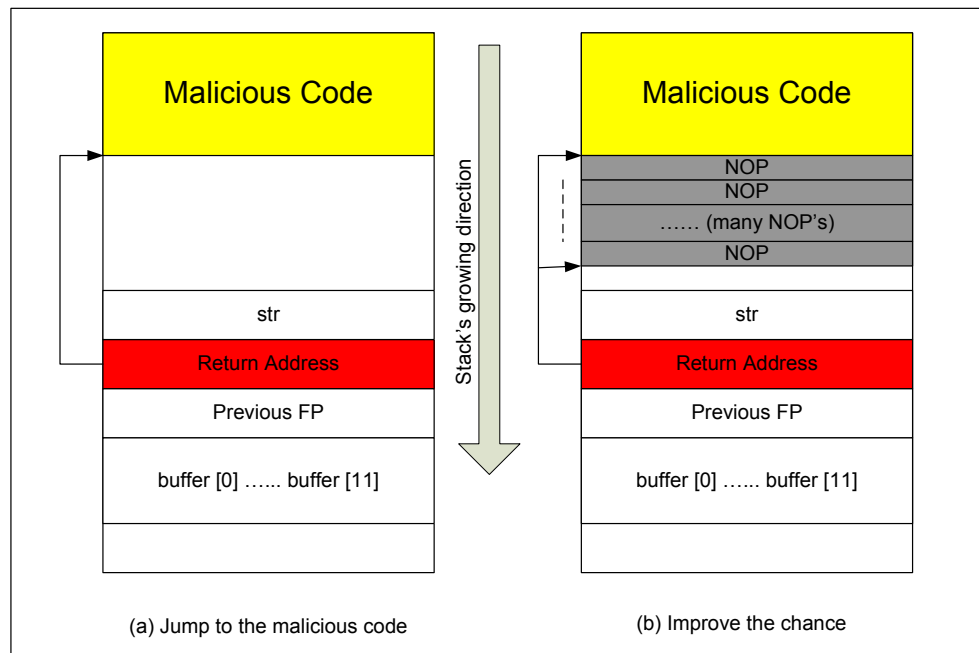 Malicious Code
str
Return Address
Previous FP
buffer [0] …... buffer [11]
(a) Jump to the malicious code
Stack’s growing direction
Malicious Code
NOP
NOP
…... (many NOP’s)
NOP
str
Return Address
Previous FP
buffer [0] …... buffer [11]
(b) Improve the chance